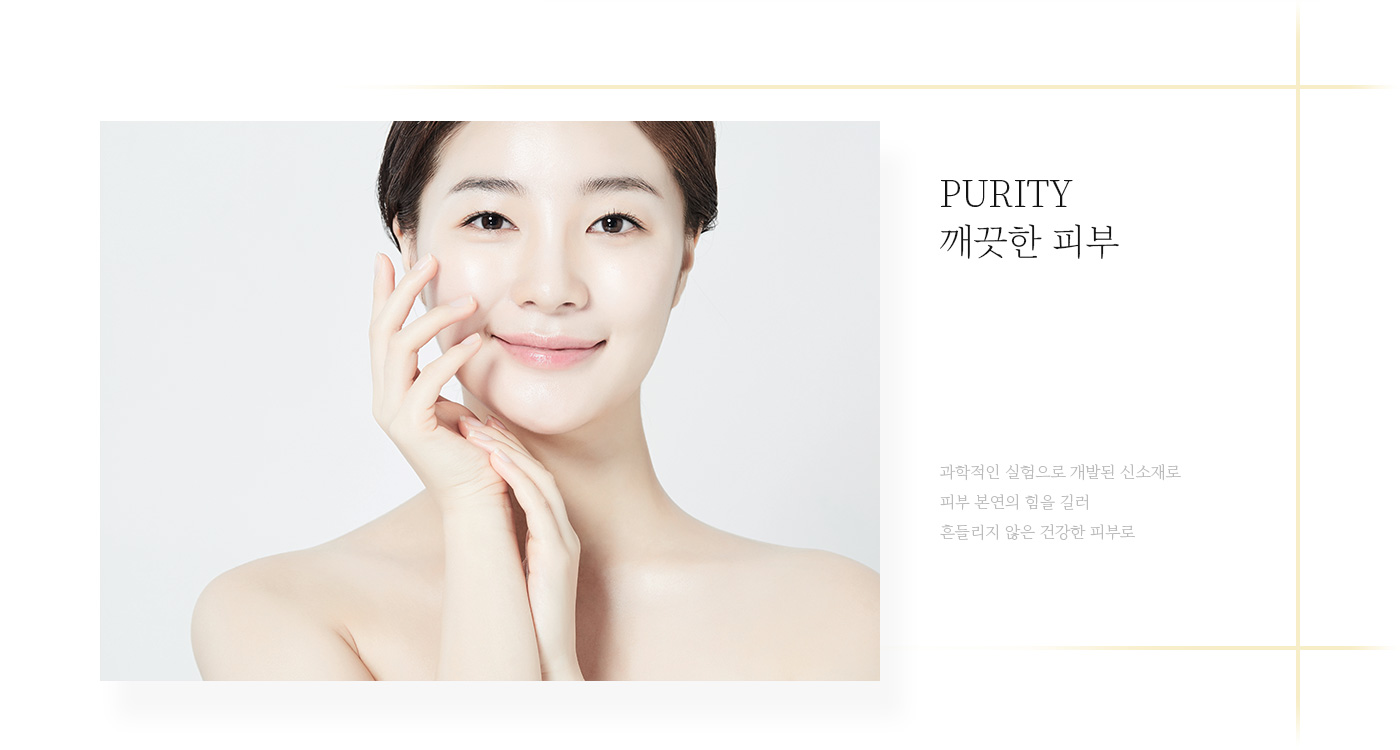 PURITY
깨끗한 피부
과학적인 실험으로 개발된 신소재로
피부 본연의 힘을 길러
흔들리지 않은 건강한 피부로